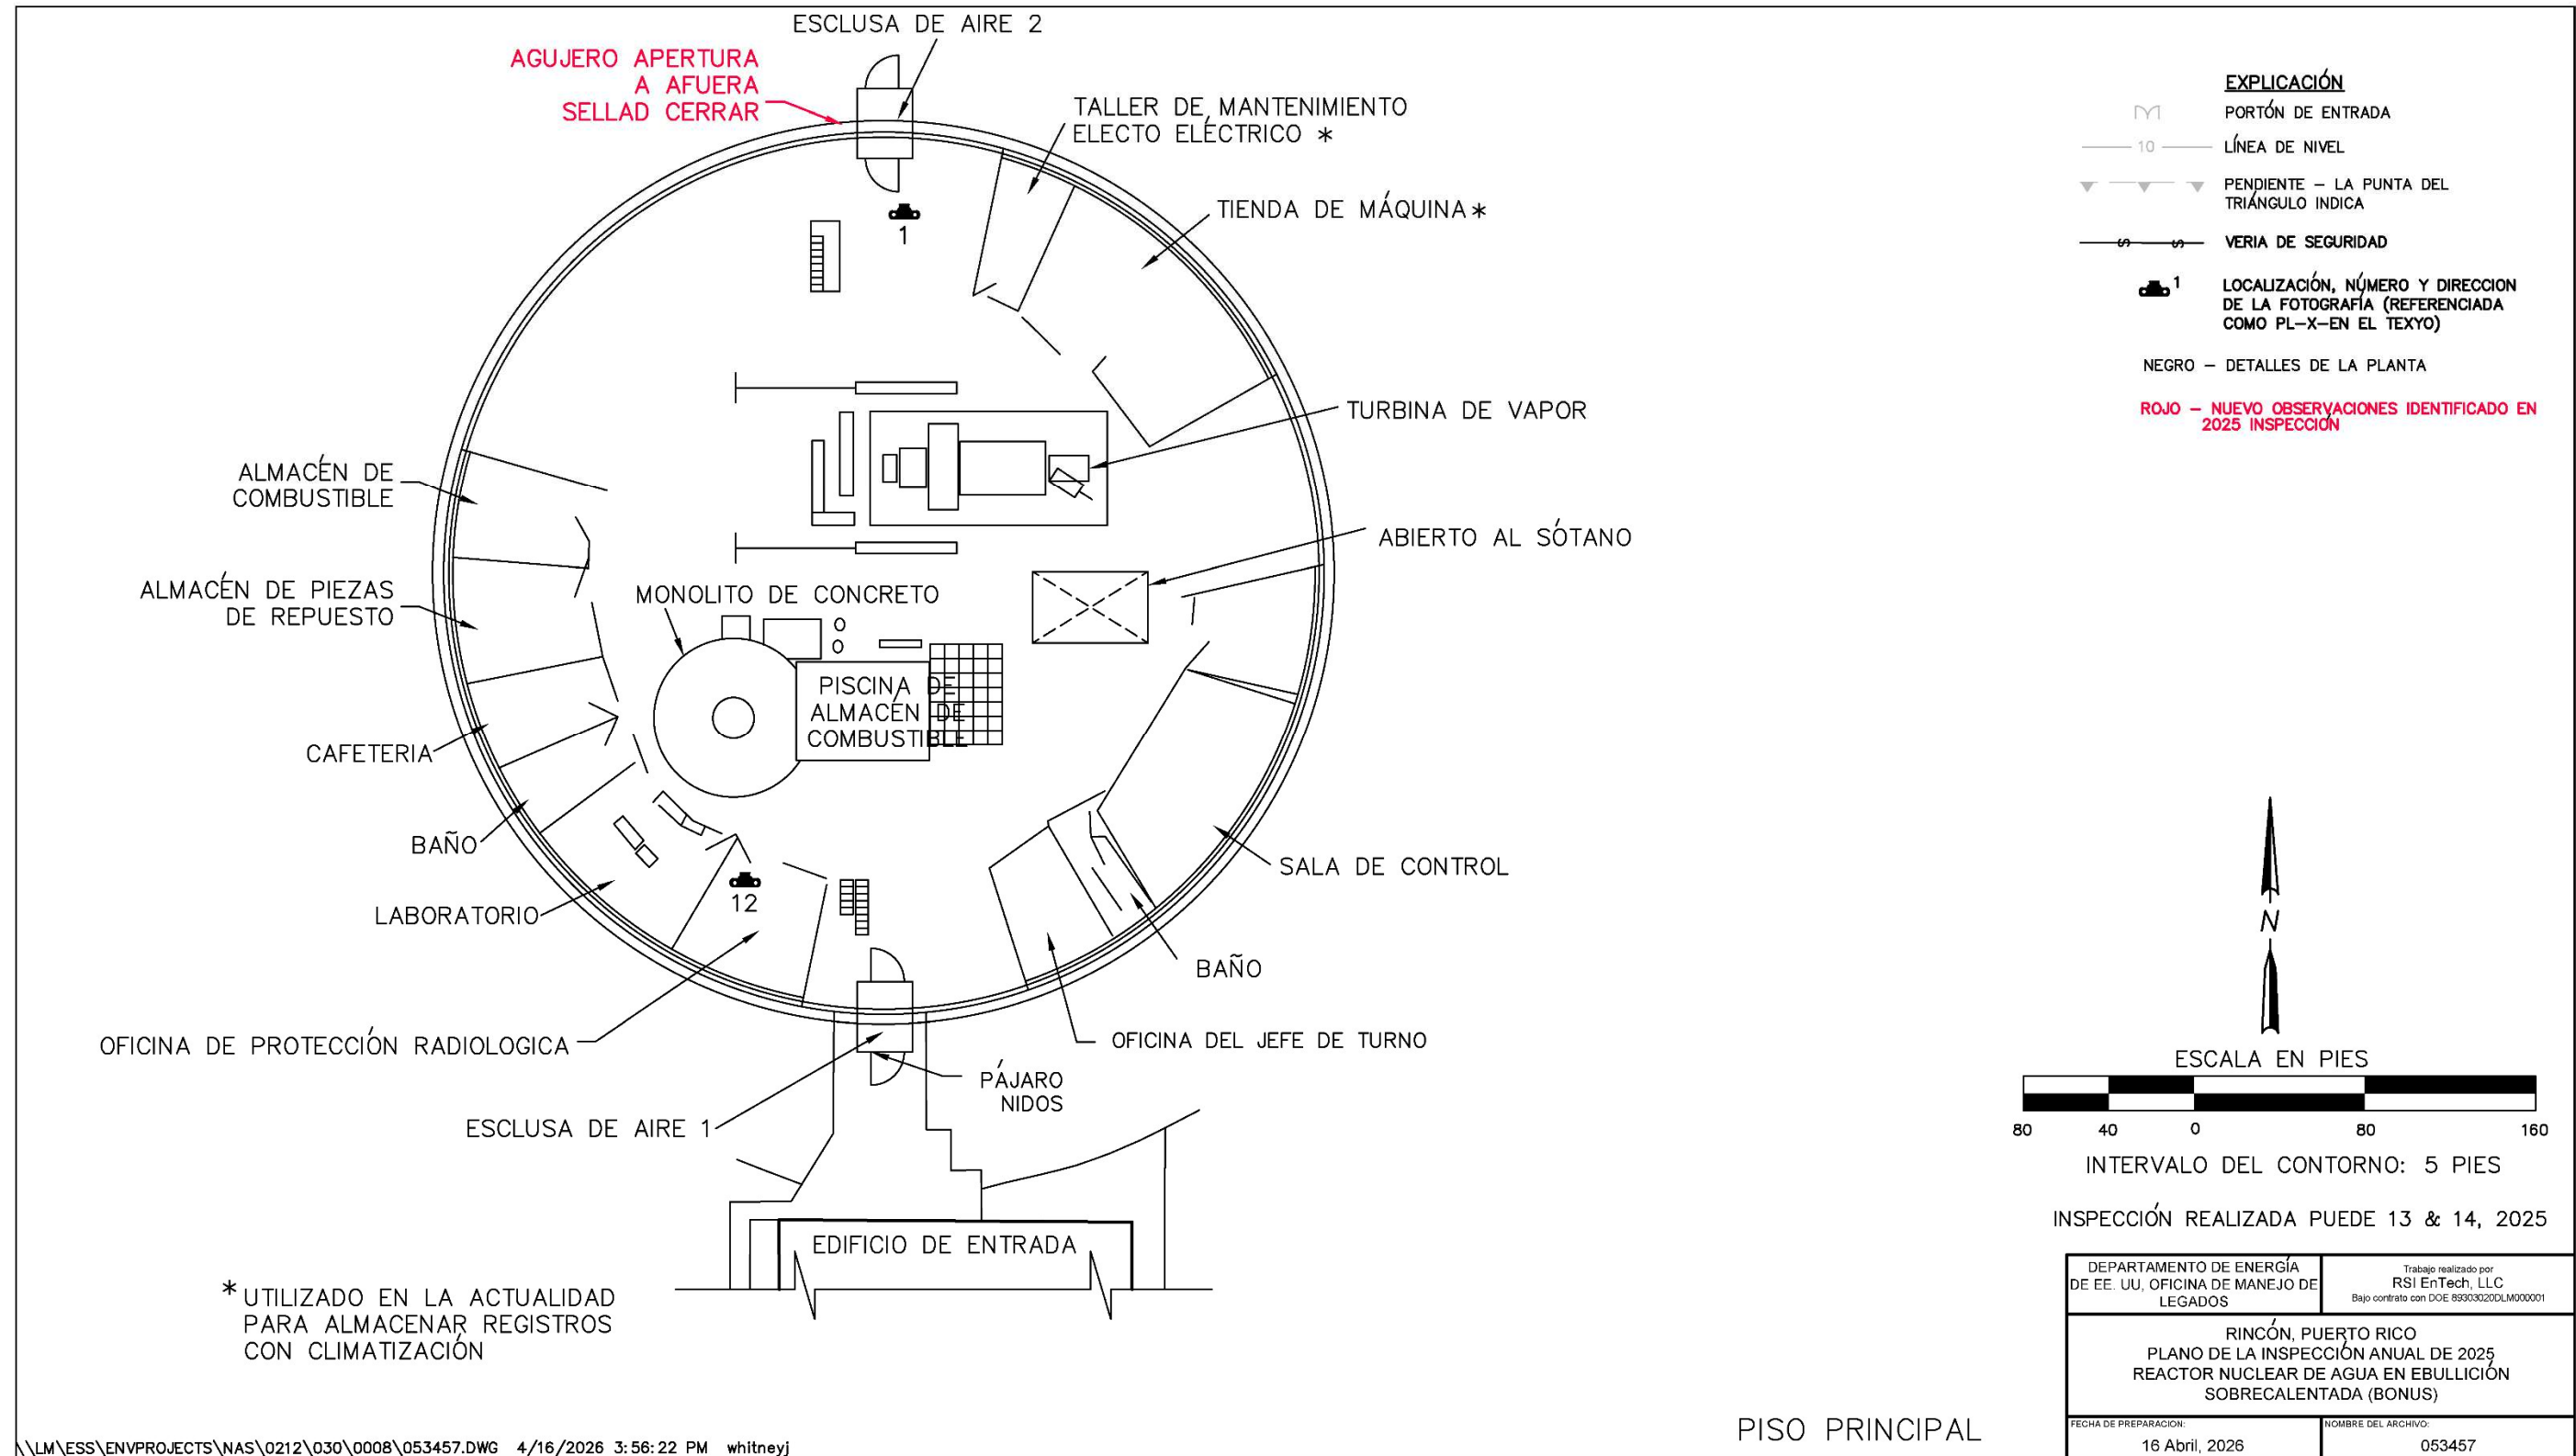 ESCLUSA DE AIRE 2
AGUJERO APERTURA
A AFUERA
SELLAD CERRAR
TALLER DE MANTENIMIENTO
ELECTO ELÉCTRICO *
TIENDA DE MÁQUINA*
1
TURBINA DE VAPOR
ALMACÉN DE
COMBUSTIBLE
ABIERTO AL SÓTANO
ALMACÉN DE PIEZAS
DE REPUESTO
MONOLITO DE CONCRETO
PISCINA DE
ALMACÉN DE
COMBUSTIBLE
CAFETERIA
BAÑO
SALA DE CONTROL
LABORATORIO
12
BAÑO
OFICINA DE PROTECCIÓN RADIOLOGICA
OFICINA DEL JEFE DE TURNO
PÁJARO
NIDOS
ESCLUSA DE AIRE 1
EDIFICIO DE ENTRADA
* UTILIZADO EN LA ACTUALIDAD
PARA ALMACENAR REGISTROS
CON CLIMATIZACIÓN
\\LM\ESS\ENVPROJECTS\NAS\0212\030\0008\053457.DWG 4/16/2026 3:56:22 PM whitneyj
EXPLICACIÓN
PORTÓN DE ENTRADA
10
LÍNEA DE NIVEL
PENDIENTE – LA PUNTA DEL
TRIÁNGULO INDICA
S S
VERIA DE SEGURIDAD
1
LOCALIZACIÓN, NÚMERO Y DIRECCION
DE LA FOTOGRAFÍA (REFERENCIADA
COMO PL–X–EN EL TEXYO)
NEGRO – DETALLES DE LA PLANTA
ROJO – NUEVO OBSERVACIONES IDENTIFICADO EN
2025 INSPECCIÓN
N
ESCALA EN PIES
80 40 0 80 160
INTERVALO DEL CONTORNO: 5 PIES
INSPECCIÓN REALIZADA PUEDE 13 & 14, 2025
DEPARTAMENTO DE ENERGÍA
DE EE. UU, OFICINA DE MANEJO DE
LEGADOS
Trabajo realizado por
RSI EnTech, LLC
Bajo contrato con DOE 89303020DLM000001
RINCÓN, PUERTO RICO
PLANO DE LA INSPECCIÓN ANUAL DE 2025
REACTOR NUCLEAR DE AGUA EN EBULLICIÓN
SOBRECALENTADA (BONUS)
FECHA DE PREPARACION:
16 Abril, 2026
NOMBRE DEL ARCHIVO:
053457
PISO PRINCIPAL